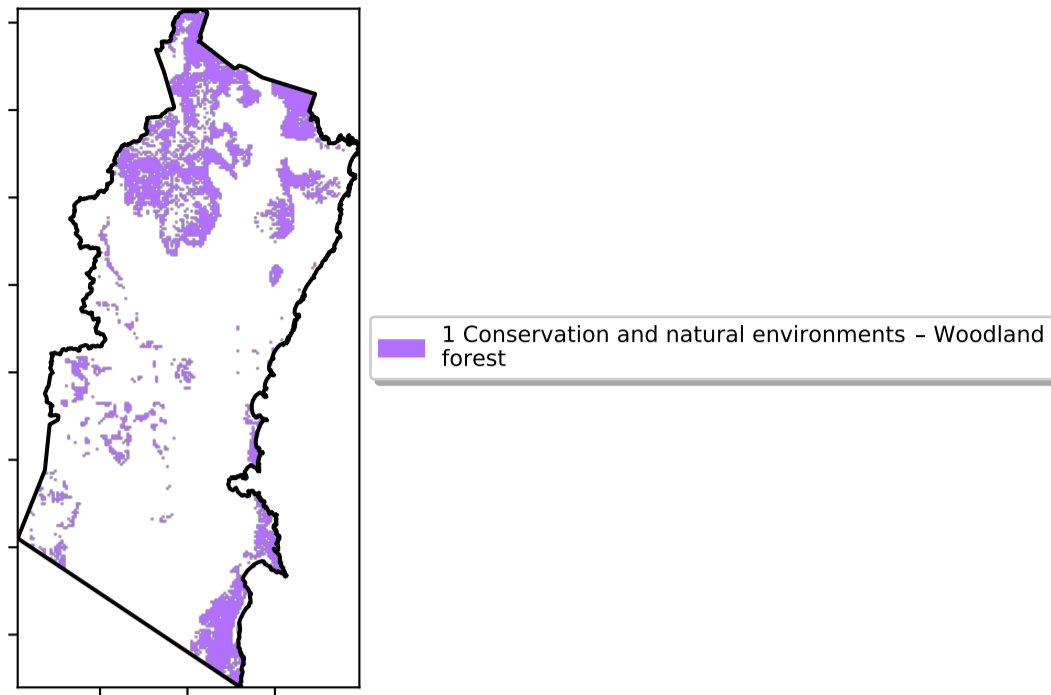 1 Conservation and natural environments – Woodland
forest